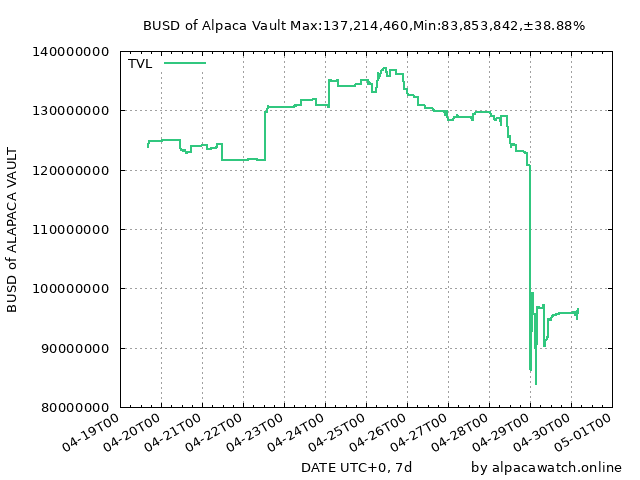 BUSD of Alpaca Vault Max:137,214,460,Min:83,853,842,±38.88%
TVL
BUSD of ALAPACA VAULT
140000000
130000000
120000000
110000000
100000000
90000000
80000000
04-19T00
04-20T00
04-21T00
04-22T00
04-23T00
04-24T00
04-25T00
04-26T00
04-27T00
04-28T00
04-29T00
04-30T00
05-01T00
DATE UTC+0, 7d
by alpacawatch.online